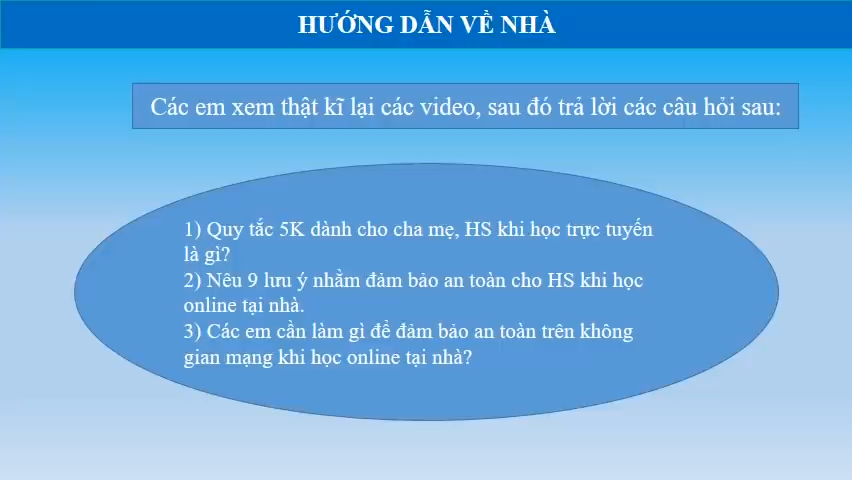 HƯỚNG DẪN VỀ NHÀ
Các em xem thật kĩ lại các video, sau đó trả lời các câu hỏi sau:
1) Quy tắc 5K dành cho cha mẹ, HS khi học trực tuyến
là gì?
2) Nêu 9 lưu ý nhằm đảm bảo an toàn cho HS khi học
online tại nhà.
3) Các em cần làm gì để đảm bảo an toàn trên không
gian mạng khi học online tại nhà?